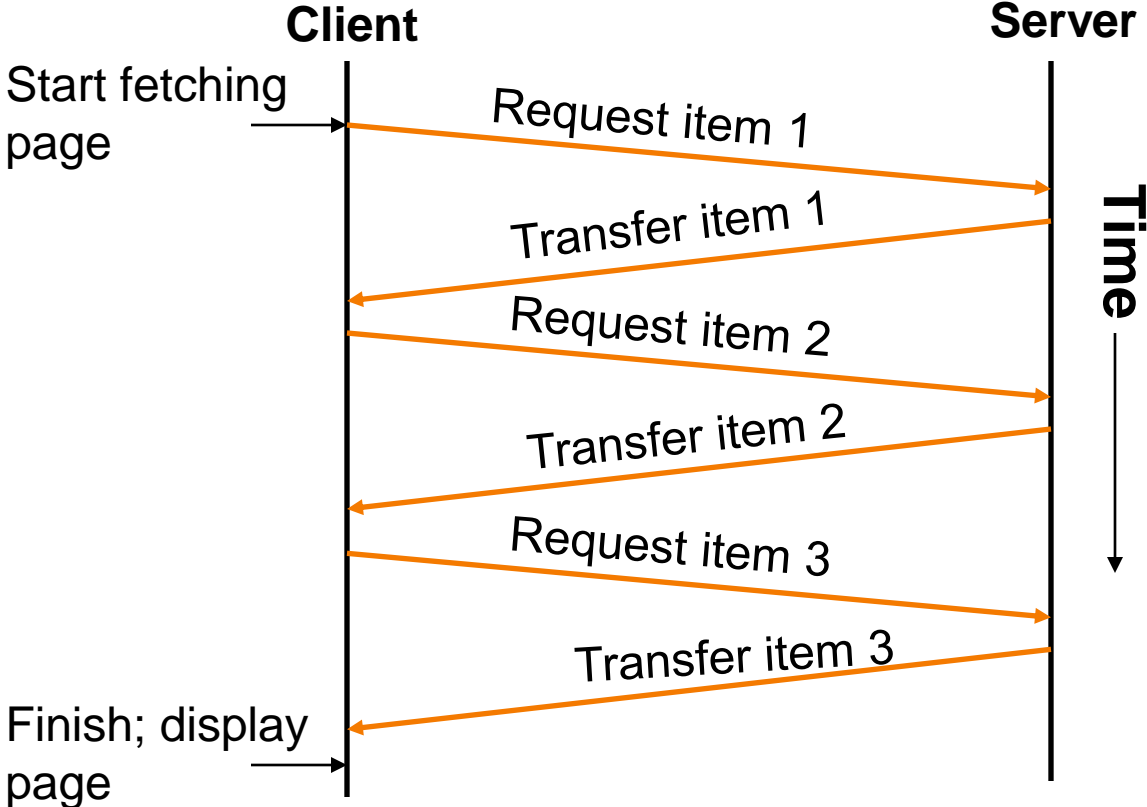 Client
Server
Start fetching
page
Request item 1
Transfer item 1
Time
Request item 2
Transfer item 2
Request item 3
Transfer item 3
Finish; display
page